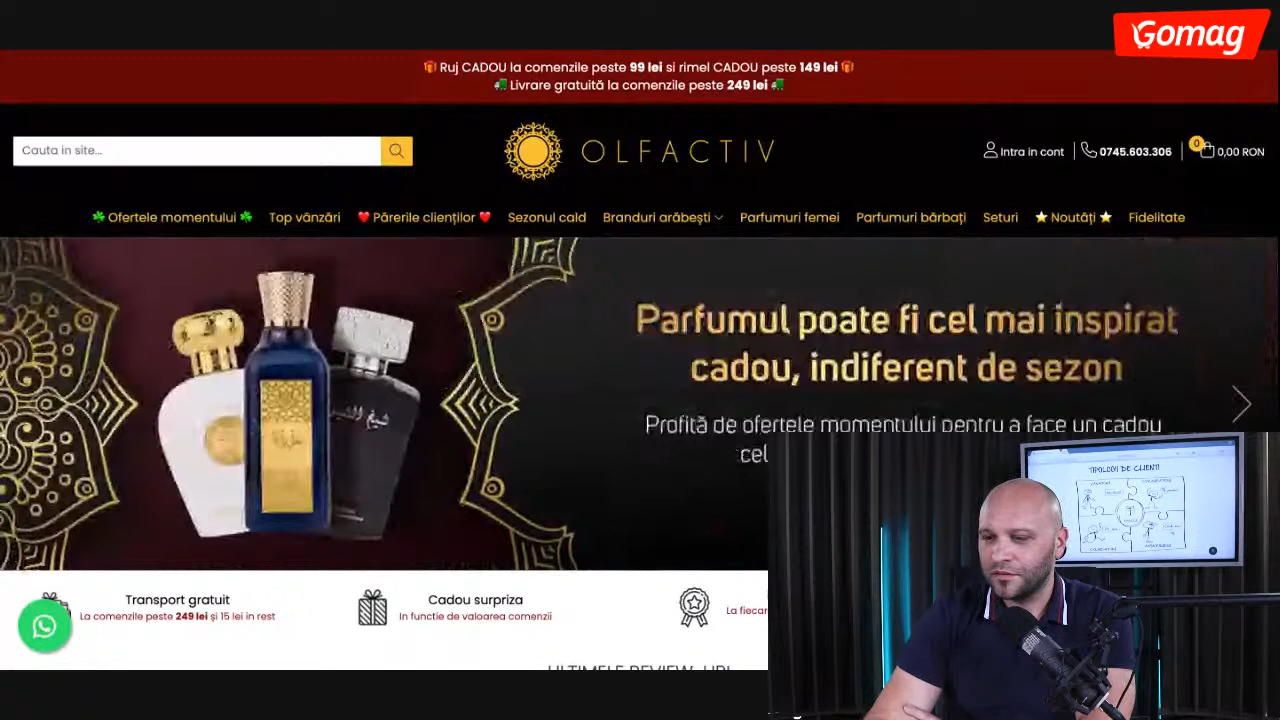 Gomag
🎁 Ruj CADOU la comenzile peste 99 lei si rimel CADOU peste 149 lei 🎁
🚚 Livrare gratuită la comenzile peste 249 lei 🚚
Cauta in site...
OLFACTIV
Intra in cont
0745.603.306
0
0,00 RON
🍀 Ofertele momentului 🍀 Top vânzări ❤️ Părerile clienților ❤️ Sezonul cald Branduri arăbești Parfumuri femei Parfumuri bărbați Seturi ⭐ Noutăți ⭐ Fidelitate
Parfumul poate fi cel mai inspirat
cadou, indiferent de sezon
Profită de ofertele momentului pentru a face un cadou
cel
TIPOLOGII DE CLIENTI
Transport gratuit
La comenzile peste 249 lei și 15 lei in rest
Cadou surpriza
In functie de valoarea comenzii
La fiecar